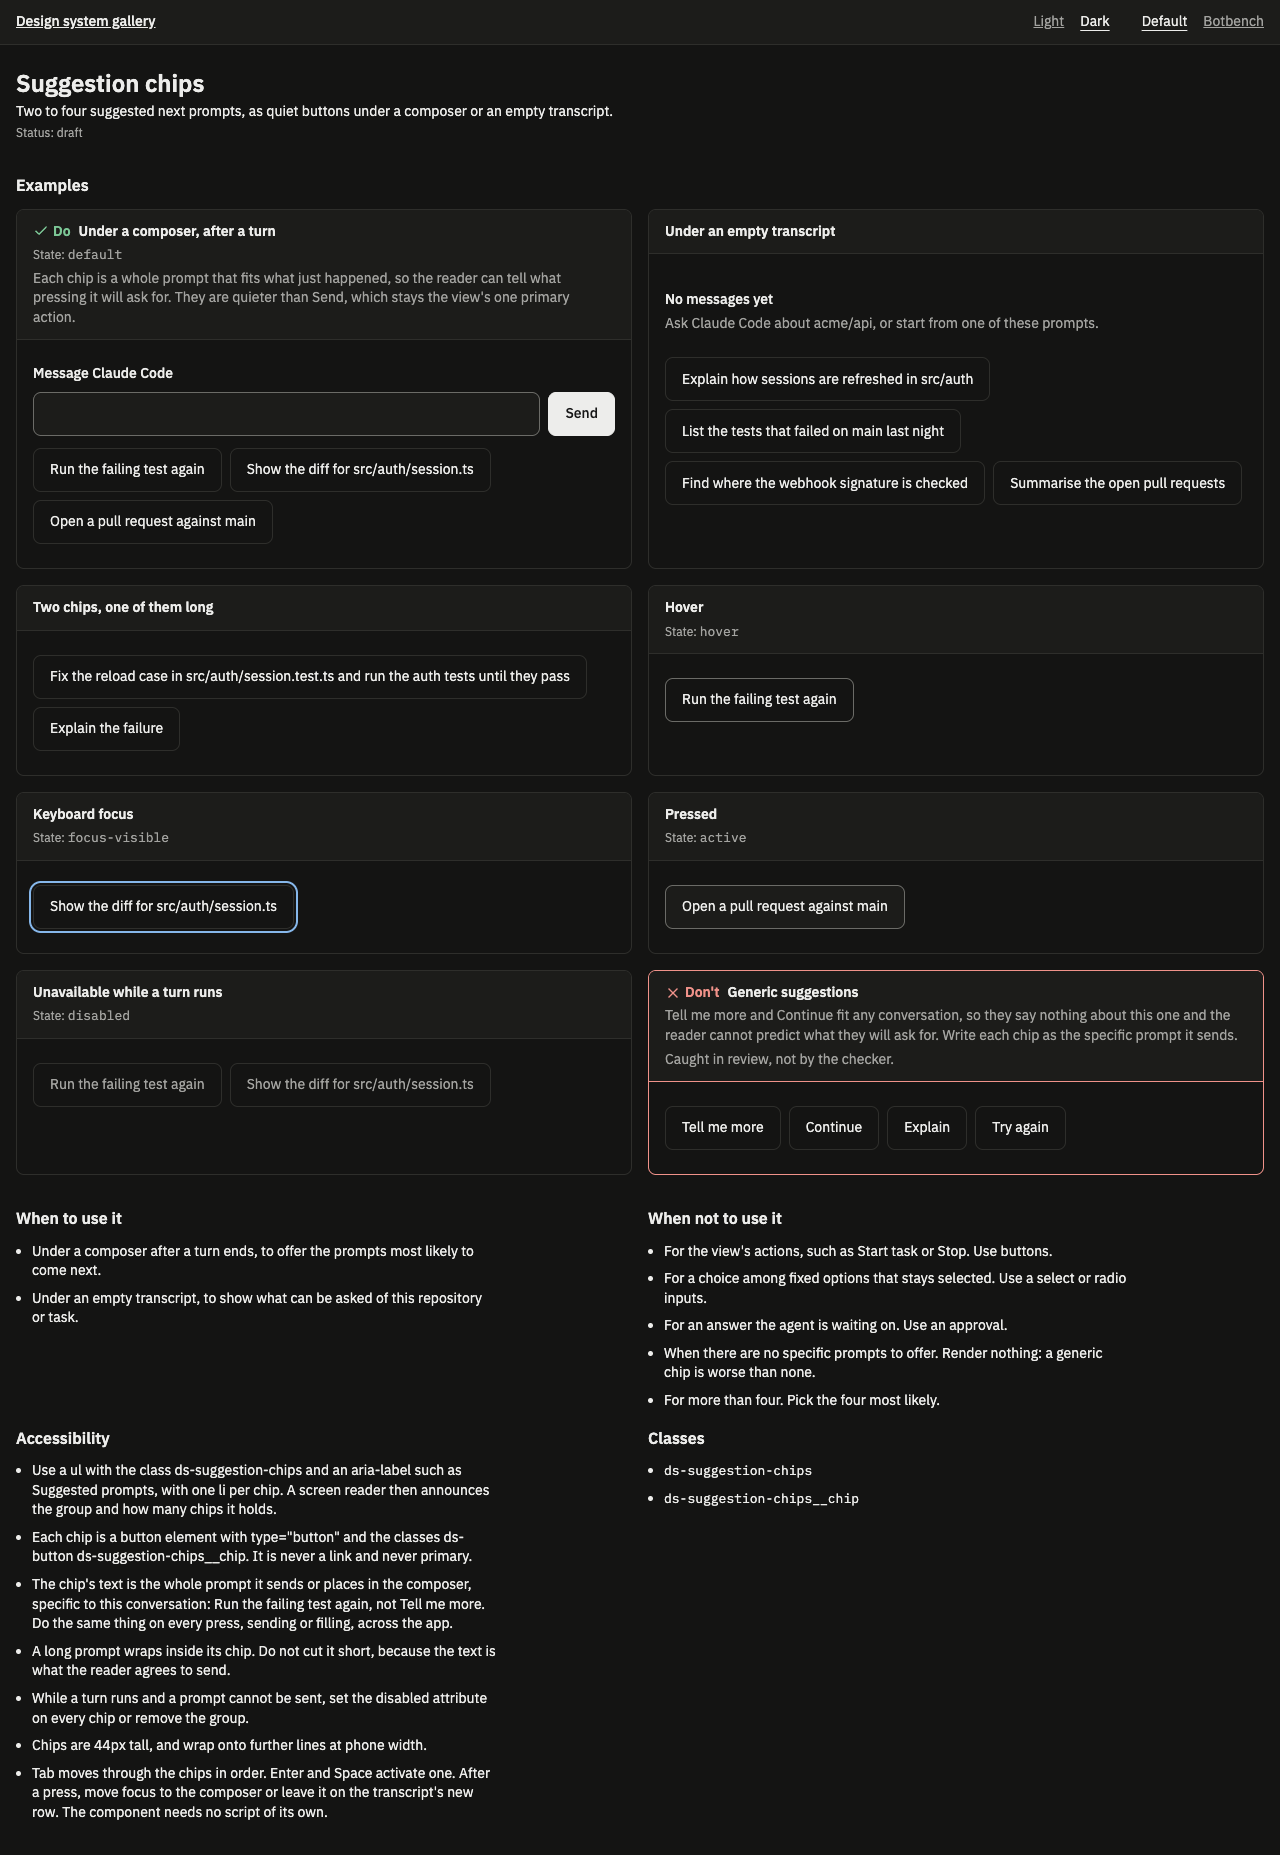 Design system gallery
Light Dark Default Botbench
Suggestion chips
Two to four suggested next prompts, as quiet buttons under a composer or an empty transcript.
Status: draft
Examples
Do Under a composer, after a turn
State: default
Each chip is a whole prompt that fits what just happened, so the reader can tell what
pressing it will ask for. They are quieter than Send, which stays the view's one primary
action.
Message Claude Code
Send
Run the failing test again
Show the diff for src/auth/session.ts
Open a pull request against main
Under an empty transcript
No messages yet
Ask Claude Code about acme/api, or start from one of these prompts.
Explain how sessions are refreshed in src/auth
List the tests that failed on main last night
Find where the webhook signature is checked
Summarise the open pull requests
Two chips, one of them long
Fix the reload case in src/auth/session.test.ts and run the auth tests until they pass
Explain the failure
Hover
State: hover
Run the failing test again
Keyboard focus
State: focus-visible
Show the diff for src/auth/session.ts
Pressed
State: active
Open a pull request against main
Unavailable while a turn runs
State: disabled
Run the failing test again
Show the diff for src/auth/session.ts
Don't Generic suggestions
Tell me more and Continue fit any conversation, so they say nothing about this one and the
reader cannot predict what they will ask for. Write each chip as the specific prompt it sends.
Caught in review, not by the checker.
Tell me more
Continue
Explain
Try again
When to use it
Under a composer after a turn ends, to offer the prompts most likely to
come next.
Under an empty transcript, to show what can be asked of this repository
or task.
When not to use it
For the view's actions, such as Start task or Stop. Use buttons.
For a choice among fixed options that stays selected. Use a select or radio
inputs.
For an answer the agent is waiting on. Use an approval.
When there are no specific prompts to offer. Render nothing: a generic
chip is worse than none.
For more than four. Pick the four most likely.
Accessibility
Use a ul with the class ds-suggestion-chips and an aria-label such as
Suggested prompts, with one li per chip. A screen reader then announces
the group and how many chips it holds.
Each chip is a button element with type="button" and the classes ds-
button ds-suggestion-chips__chip. It is never a link and never primary.
The chip's text is the whole prompt it sends or places in the composer,
specific to this conversation: Run the failing test again, not Tell me more.
Do the same thing on every press, sending or filling, across the app.
A long prompt wraps inside its chip. Do not cut it short, because the text is
what the reader agrees to send.
While a turn runs and a prompt cannot be sent, set the disabled attribute
on every chip or remove the group.
Chips are 44px tall, and wrap onto further lines at phone width.
Tab moves through the chips in order. Enter and Space activate one. After
a press, move focus to the composer or leave it on the transcript's new
row. The component needs no script of its own.
Classes
ds-suggestion-chips
ds-suggestion-chips__chip